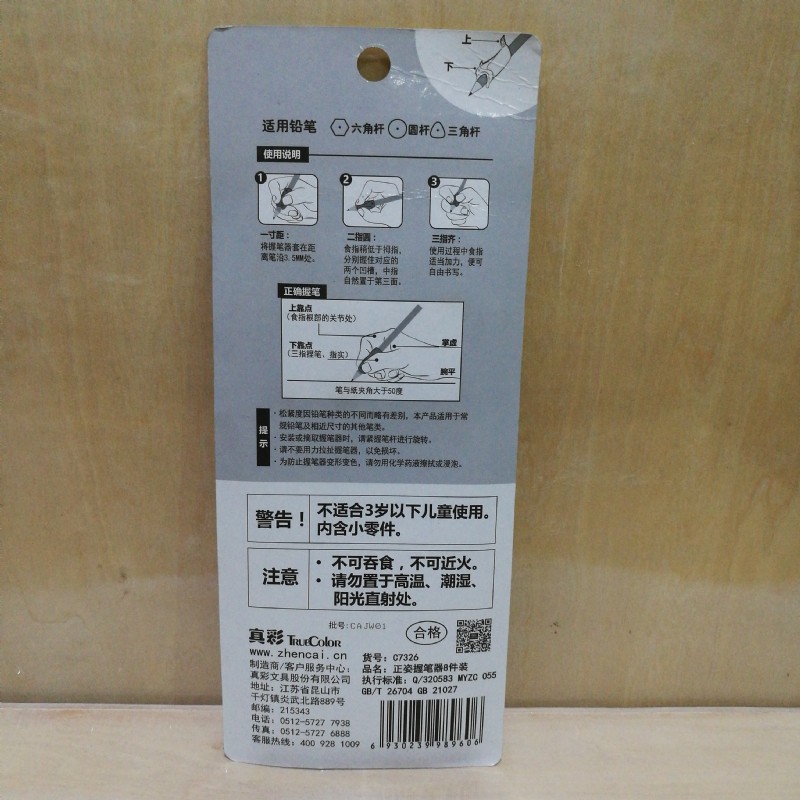 上
下
适用铅笔 六角杆 圆杆 三角杆
使用说明
1 2 3
一寸距：
将握笔器套在距
离笔沿3.5MM处。
二指圆：
食指稍低于拇指，
分别握住对应的
两个凹槽，中指
自然置于第三面。
三指齐：
使用过程中食指
适当加力，便可
自由书写。
正确握笔
上靠点
（食指根部的关节处）
下靠点
（三指捏笔、指实）
掌虚
腕平
笔与纸夹角大于50度
提示
· 松紧度因铅笔种类的不同而略有差别，本产品适用于常
规铅笔及相近尺寸的其他笔类。
· 安装或摘取握笔器时，请紧握笔杆进行旋转。
· 请不要用力拉扯握笔器，以免损坏。
· 为防止握笔器变形变色，请勿用化学药液擦拭或浸泡。
警告！
不适合3岁以下儿童使用。
内含小零件。
注意
· 不可吞食，不可近火。
· 请勿置于高温、潮湿、
阳光直射处。
批号:CAJW01
合格
真彩 TRUECOLOR
www.zhencai.cn
制造商/客户服务中心：
真彩文具股份有限公司
地址：江苏省昆山市
千灯镇炎武北路889号
邮编：215343
电话：0512-5727 7938
传真：0512-5727 6888
客服热线：400 928 1009
货号：G7326
品名：正姿握笔器8件装
执行标准：Q/320583 MYZC 055
GB/T 26704 GB 21027
6 930239 989606